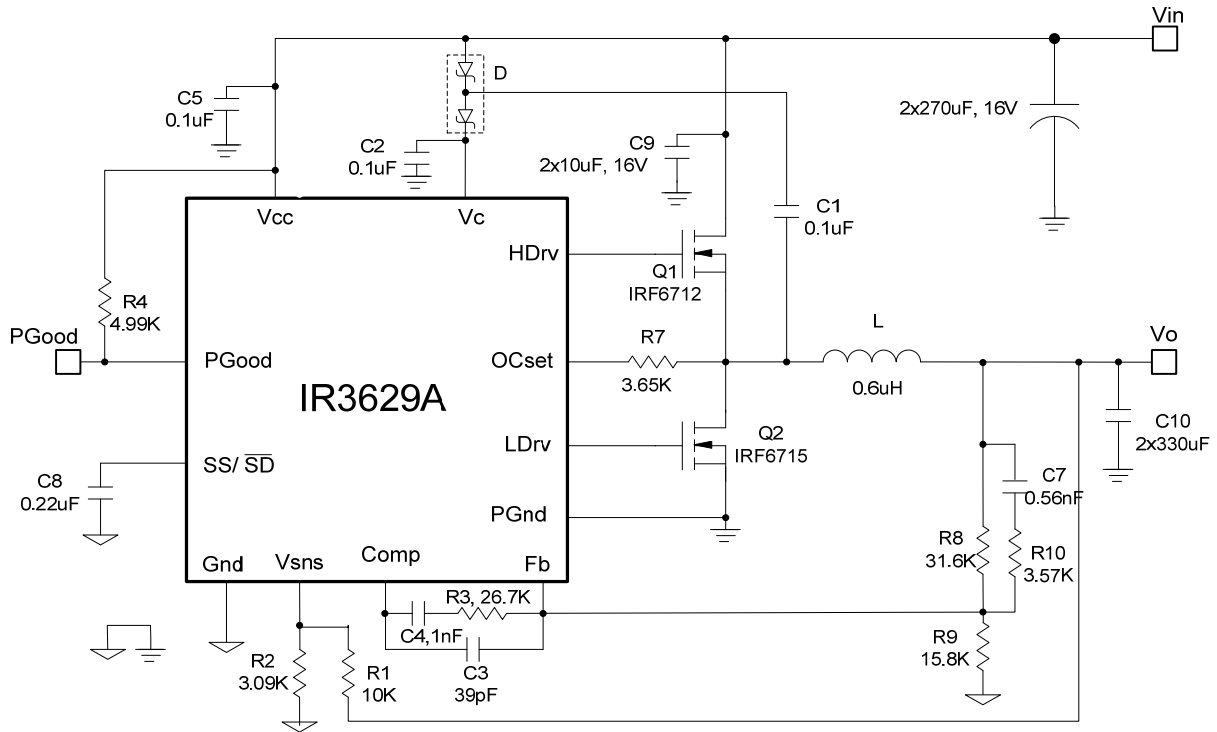 Vin
D
C5
0.1uF
2x270uF, 16V
C2
0.1uF
C9
2x10uF, 16V
C1
0.1uF
Vcc
Vc
HDrv
Q1
IRF6712
R4
4.99K
PGood
PGood
OCset
R7
3.65K
L
0.6uH
Vo
IR3629A
C10
2x330uF
LDrv
Q2
IRF6715
SS/ SD
C8
0.22uF
C7
0.56nF
PGnd
R8
31.6K
R10
3.57K
Gnd
Vsns
Comp
Fb
R3, 26.7K
C4,1nF
R9
15.8K
R2
3.09K
R1
10K
C3
39pF